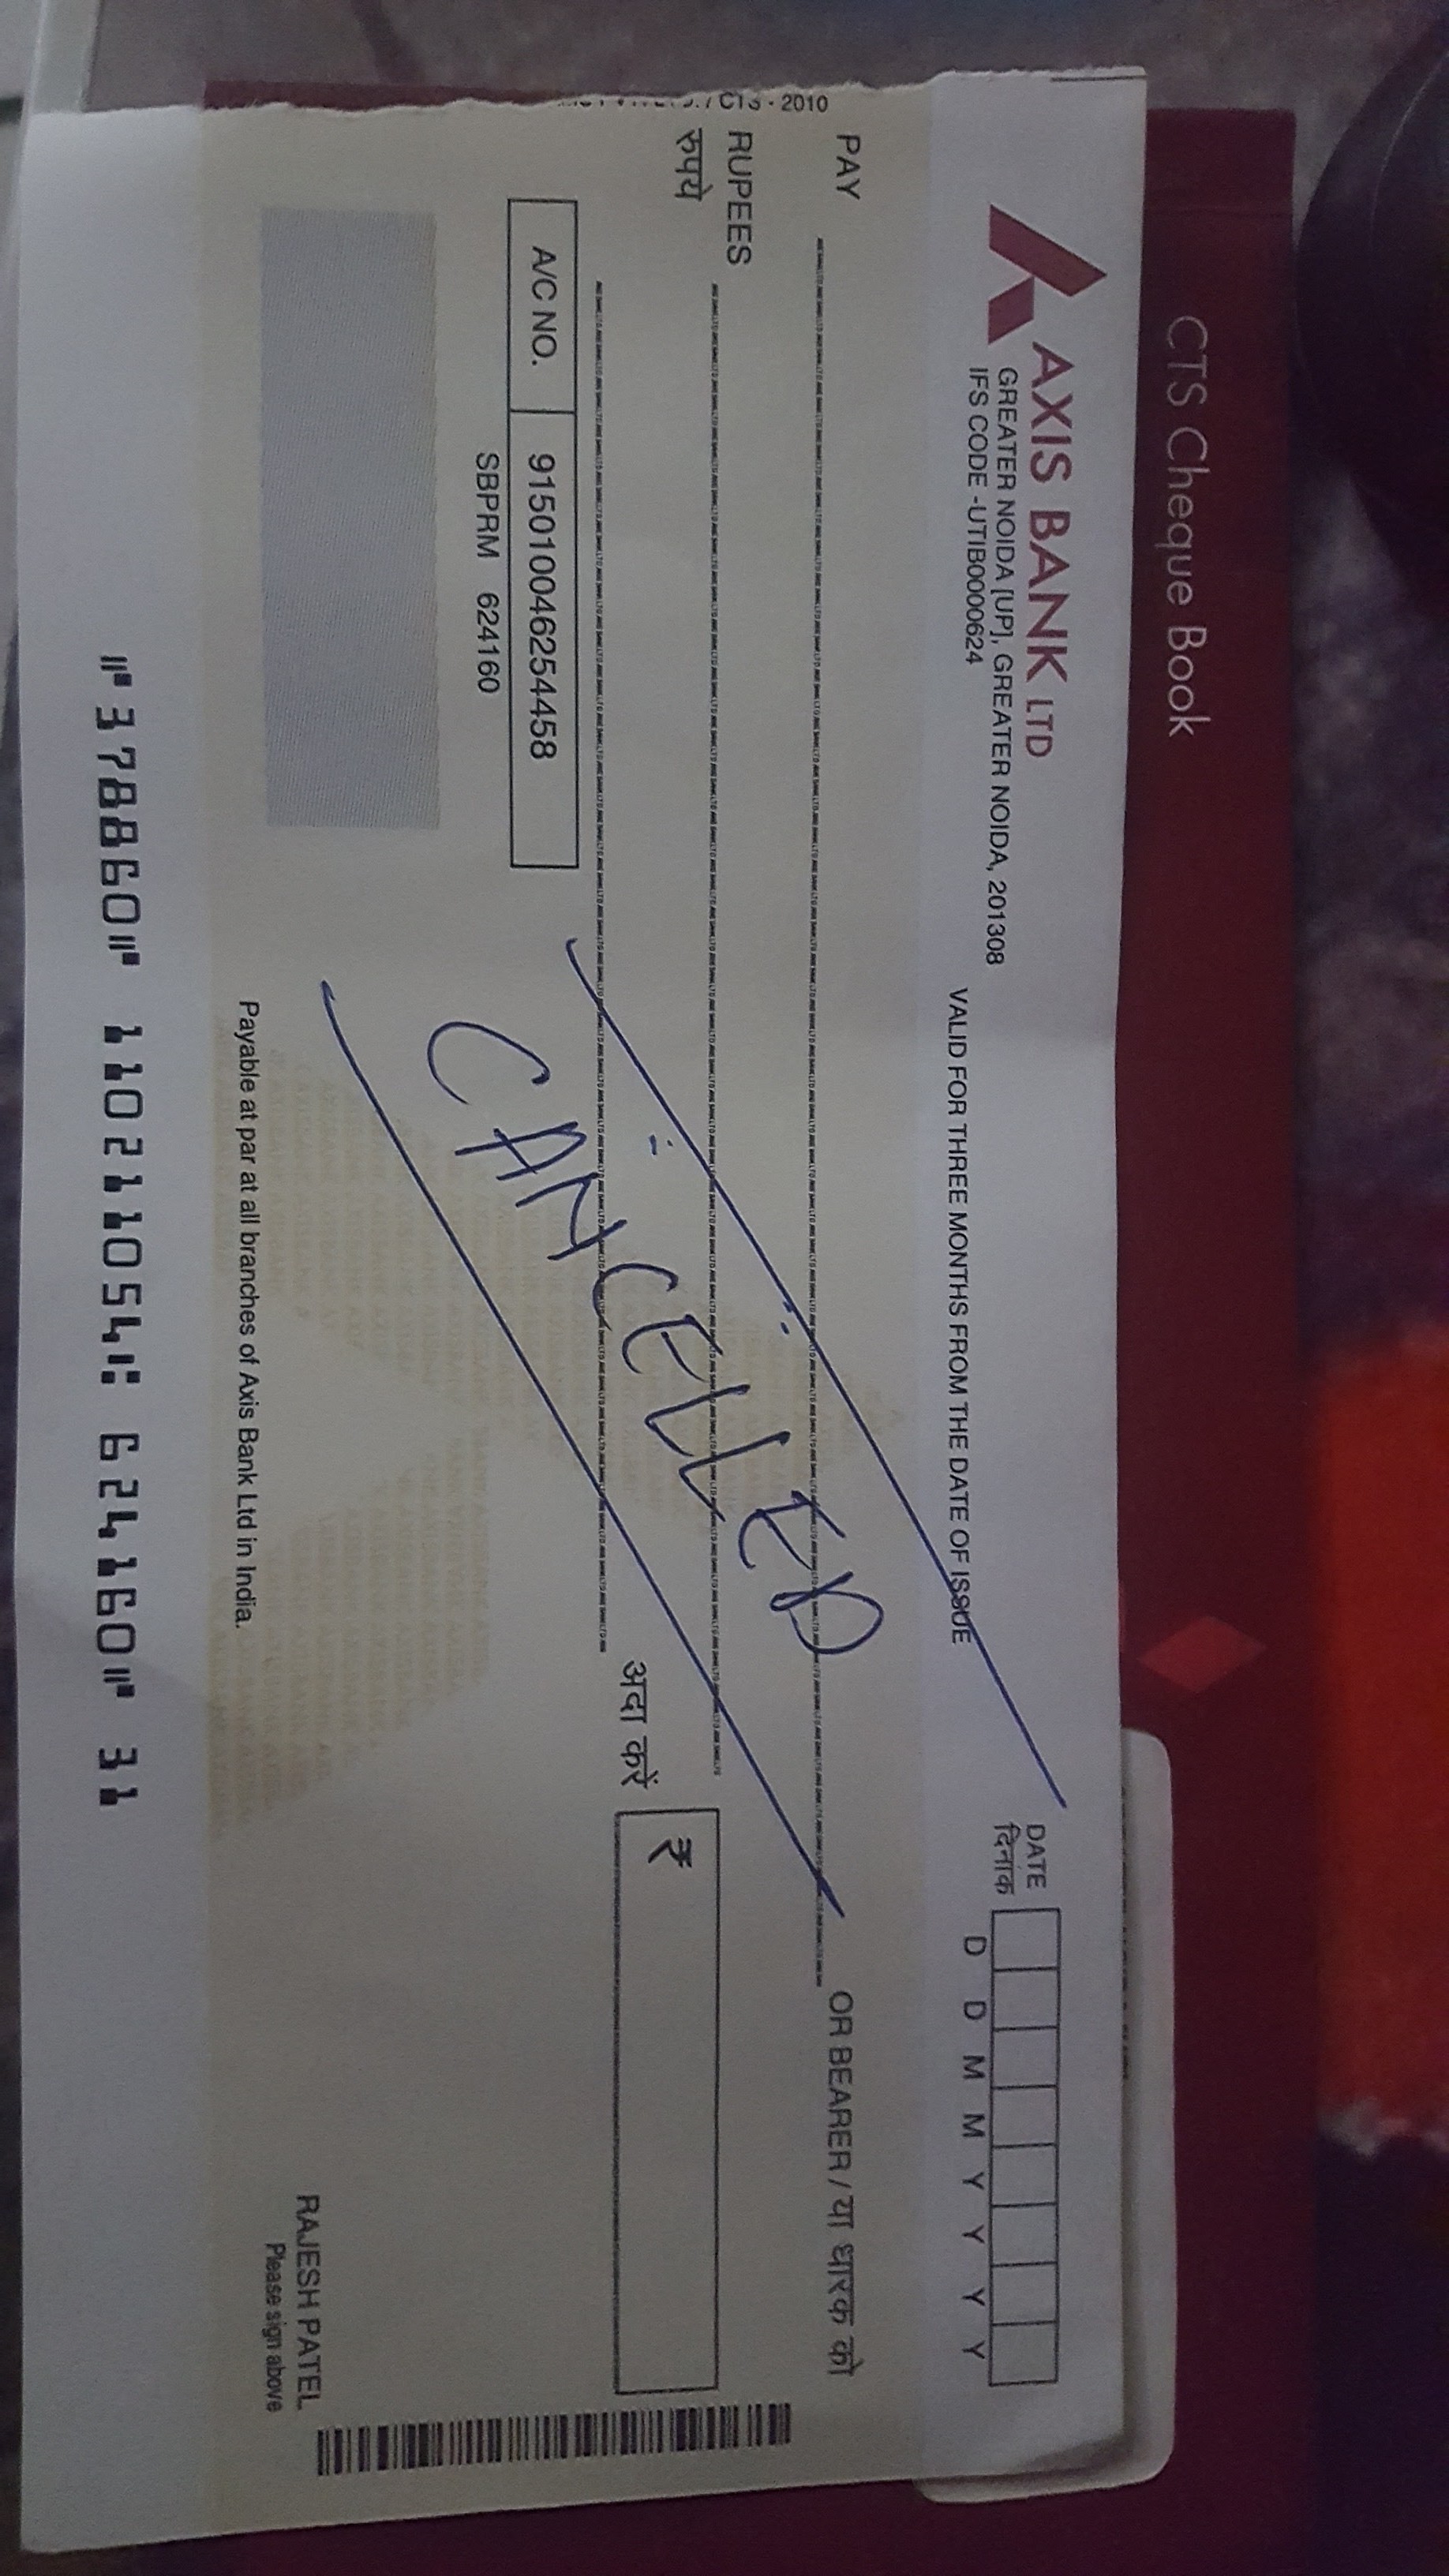 CTS Cheque Book
AXIS BANK LTD
GREATER NOIDA [UP], GREATER NOIDA, 201308
IFS CODE -UTIB0000624
VALID FOR THREE MONTHS FROM THE DATE OF ISSUE
DATE
दिनांक
D D M M Y Y Y Y
PAY
OR BEARER / या धारक को
RUPEES
रुपये
अदा करें
₹
CANCELLED
A/C NO. 915010046254458
SBPRM 624160
CTS - 2010
RAJESH PATEL
Please sign above
Payable at par at all branches of Axis Bank Ltd in India.
⑈378860⑈ 110211054⑆ 624160⑈ 31